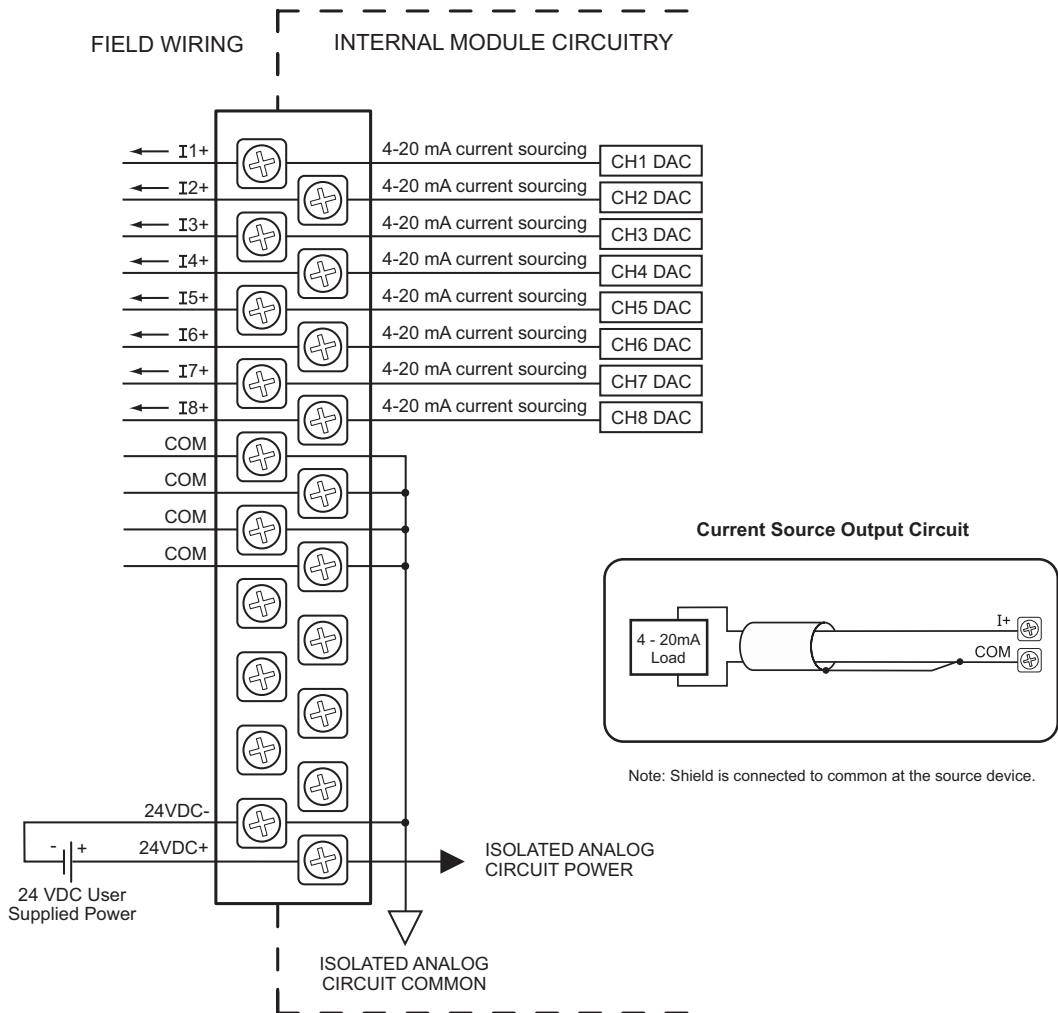 FIELD WIRING
INTERNAL MODULE CIRCUITRY
I1+
4-20 mA current sourcing
CH1 DAC
I2+
4-20 mA current sourcing
CH2 DAC
I3+
4-20 mA current sourcing
CH3 DAC
I4+
4-20 mA current sourcing
CH4 DAC
I5+
4-20 mA current sourcing
CH5 DAC
I6+
4-20 mA current sourcing
CH6 DAC
I7+
4-20 mA current sourcing
CH7 DAC
I8+
4-20 mA current sourcing
CH8 DAC
COM
COM
COM
COM
Current Source Output Circuit
4 - 20mA
Load
I+
COM
Note: Shield is connected to common at the source device.
24VDC-
24VDC+
- +
24 VDC User
Supplied Power
ISOLATED ANALOG
CIRCUIT POWER
ISOLATED ANALOG
CIRCUIT COMMON